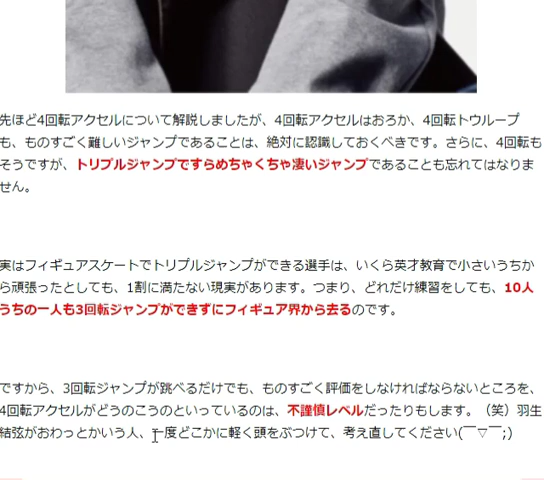 先ほど4回転アクセルについて解説しましたが、4回転アクセルはおろか、4回転トウループ
も、ものすごく難しいジャンプであることは、絶対に認識しておくべきです。さらに、4回転も
そうですが、トリプルジャンプですらめちゃくちゃ凄いジャンプであることも忘れてはなりま
せん。
実はフィギュアスケートでトリプルジャンプができる選手は、いくら英才教育で小さいうちか
ら頑張ったとしても、1割に満たない現実があります。つまり、どれだけ練習をしても、10人
うちの一人も3回転ジャンプができずにフィギュア界から去るのです。
ですから、3回転ジャンプが跳べるだけでも、ものすごく評価をしなければならないところを、
4回転アクセルがどうのこうのといっているのは、不謹慎レベルだったりもします。（笑）羽生
結弦がおわっとかいう人、一度どこかに軽く頭をぶつけて、考え直してください(￣▽￣;)